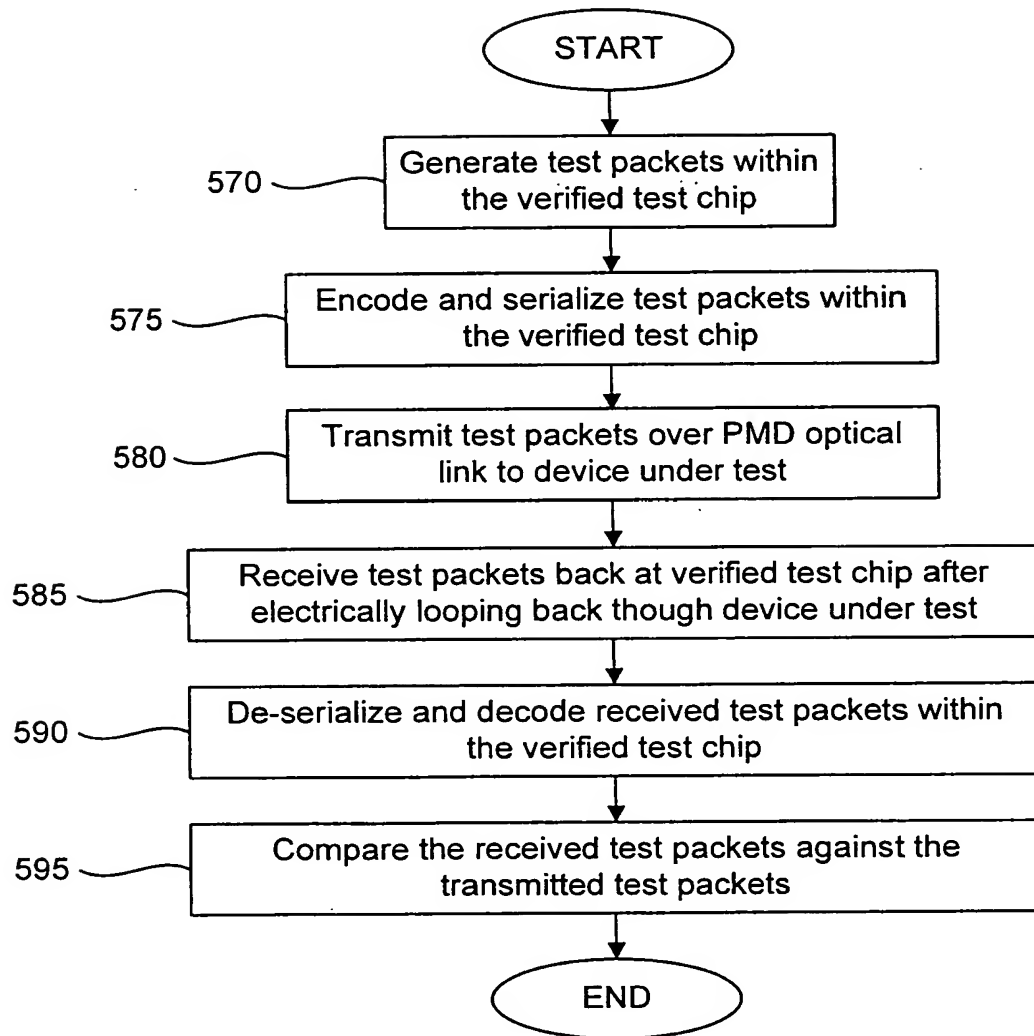 START
570
Generate test packets within
the verified test chip
575
Encode and serialize test packets within
the verified test chip
580
Transmit test packets over PMD optical
link to device under test
585
Receive test packets back at verified test chip after
electrically looping back though device under test
590
De-serialize and decode received test packets within
the verified test chip
595
Compare the received test packets against the
transmitted test packets
END